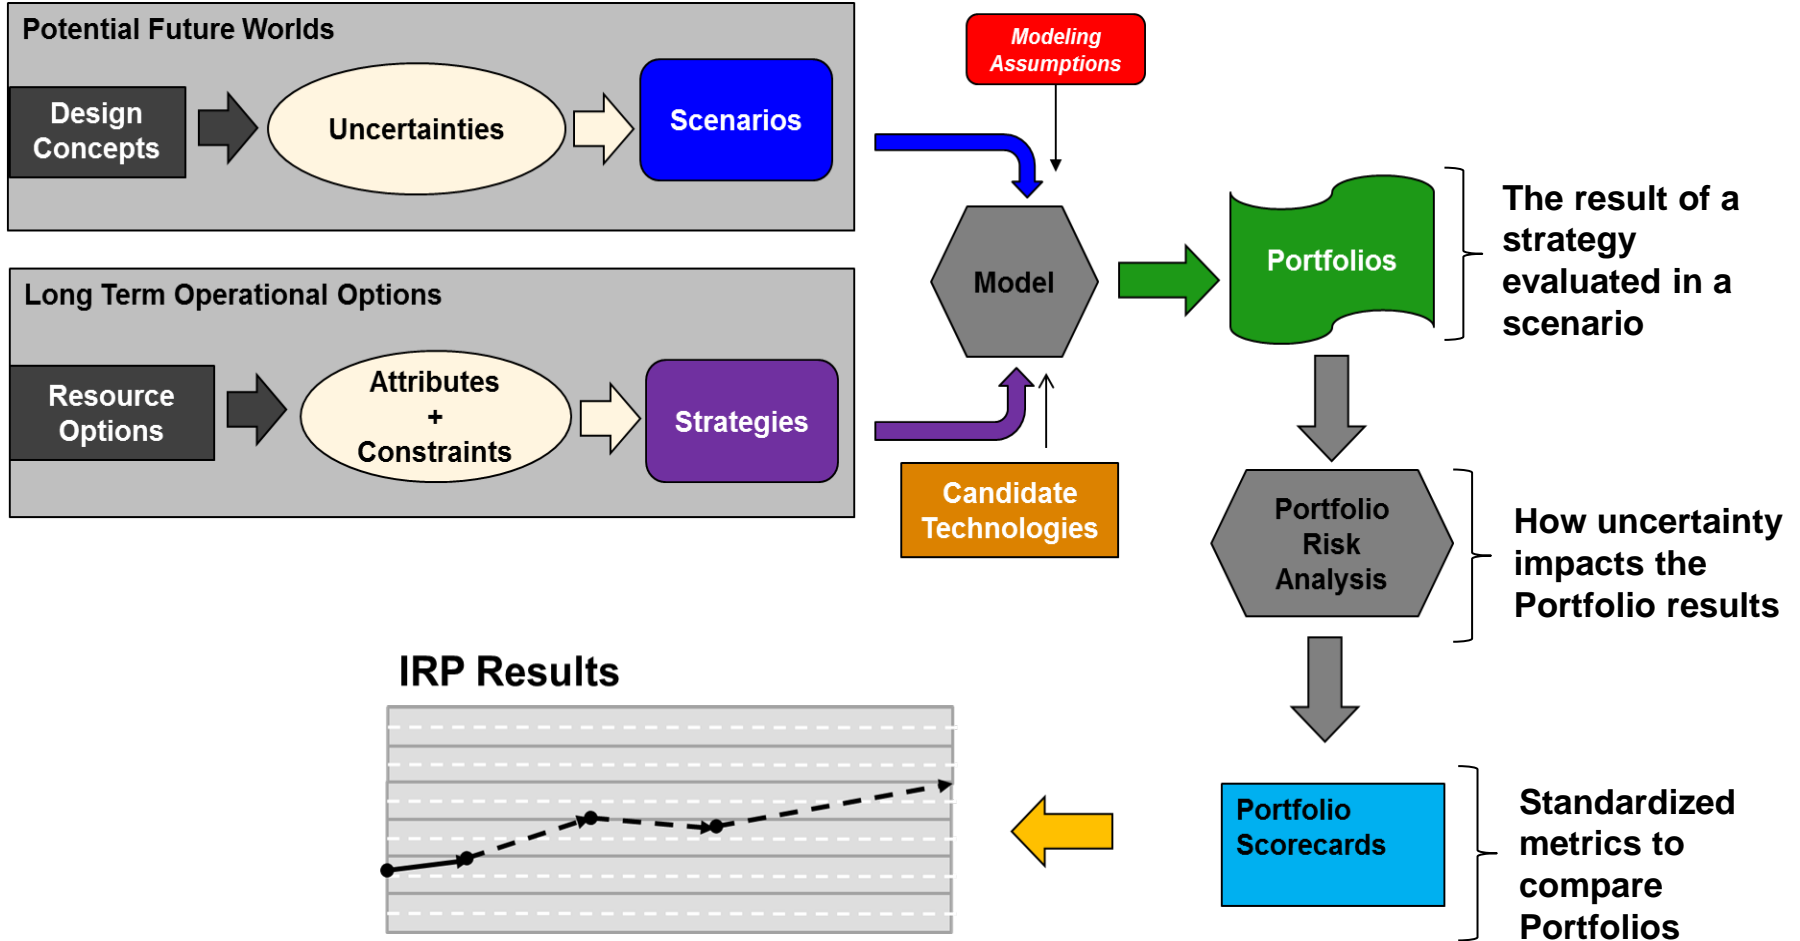 Potential Future Worlds
Design
Concepts
Uncertainties
Scenarios
Modeling
Assumptions
Long Term Operational Options
Resource
Options
Attributes
+
Constraints
Strategies
Model
Candidate
Technologies
Portfolios
The result of a
strategy
evaluated in a
scenario
Portfolio
Risk
Analysis
How uncertainty
impacts the
Portfolio results
Portfolio
Scorecards
Standardized
metrics to
compare
Portfolios
IRP Results